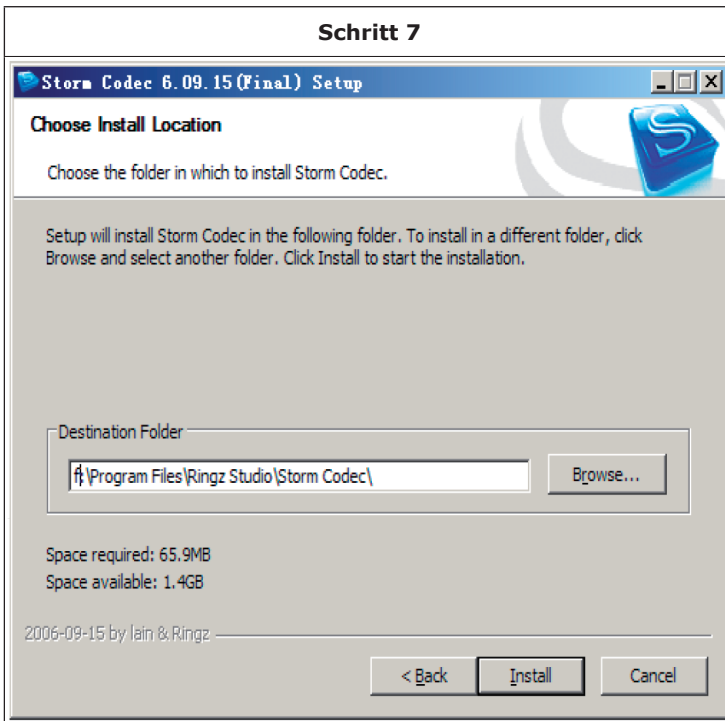 Schritt 7
Storm Codec 6.09.15(Final) Setup
Choose Install Location
Choose the folder in which to install Storm Codec.
S
Setup will install Storm Codec in the following folder. To install in a different folder, click
Browse and select another folder. Click Install to start the installation.
Destination Folder
f:\Program Files\Ringz Studio\Storm Codec\
Browse...
Space required: 65.9MB
Space available: 1.4GB
2006-09-15 by lain & Ringz
< Back
Install
Cancel